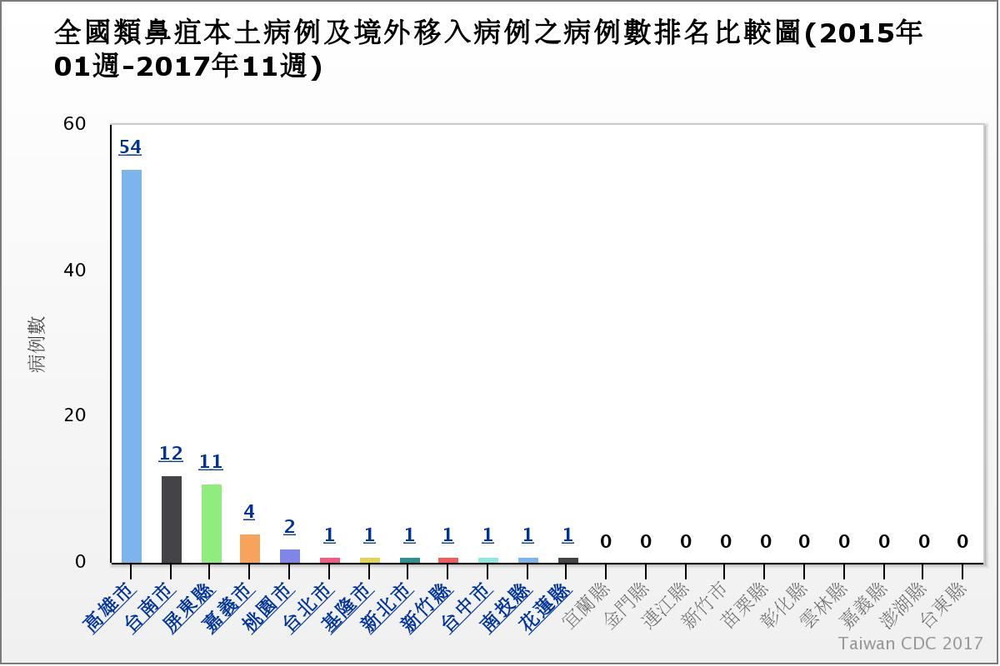 全國類鼻疽本土病例及境外移入病例之病例數排名比較圖(2015年
01週-2017年11週)
60
40
20
0
病例數
54
12
11
4
2
1
1
1
1
1
1
1
0
0
0
0
0
0
0
0
0
0
高雄市
台南市
屏東縣
嘉義市
桃園市
台北市
基隆市
新北市
新竹縣
台中市
南投縣
花蓮縣
宜蘭縣
金門縣
連江縣
新竹市
苗栗縣
彰化縣
雲林縣
嘉義縣
澎湖縣
台東縣
Taiwan CDC 2017